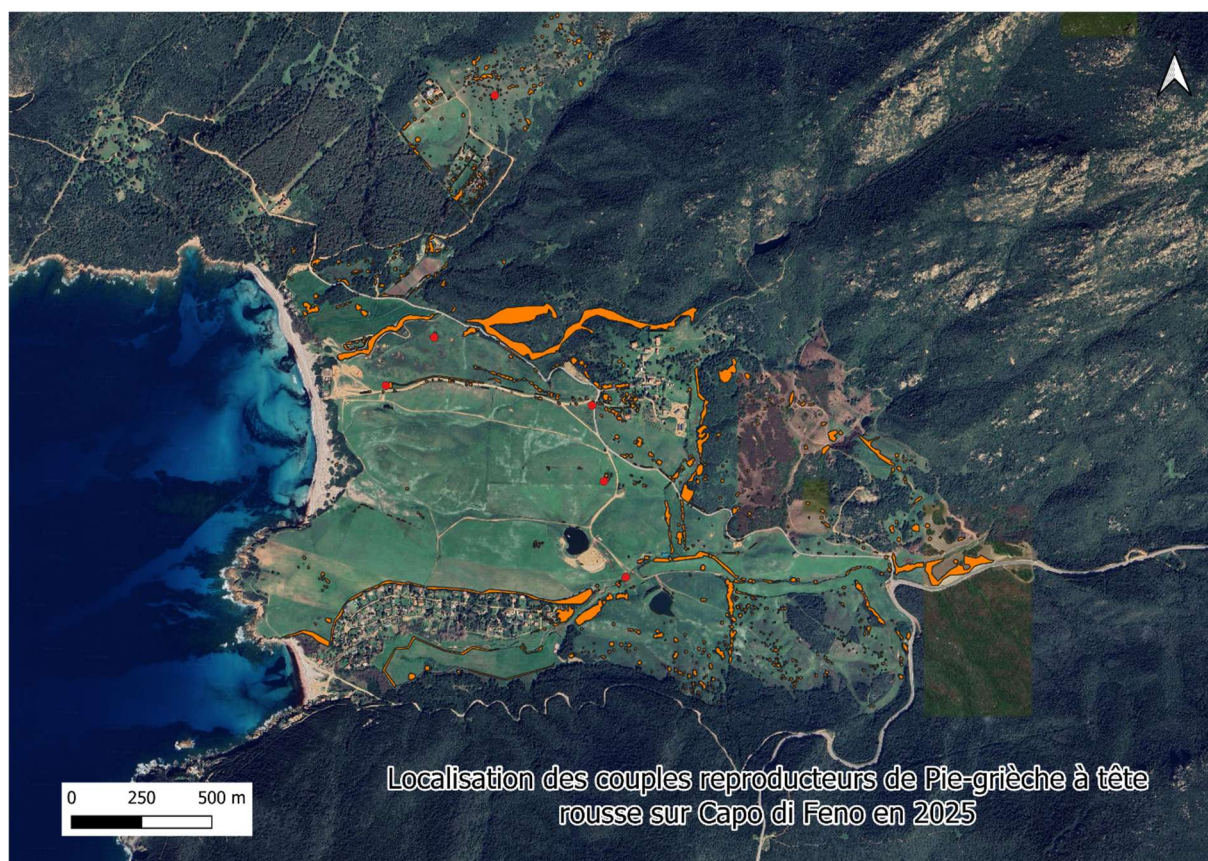 0 250 500 m
Localisation des couples reproducteurs de Pie-grièche à tête
rousse sur Capo di Feno en 2025